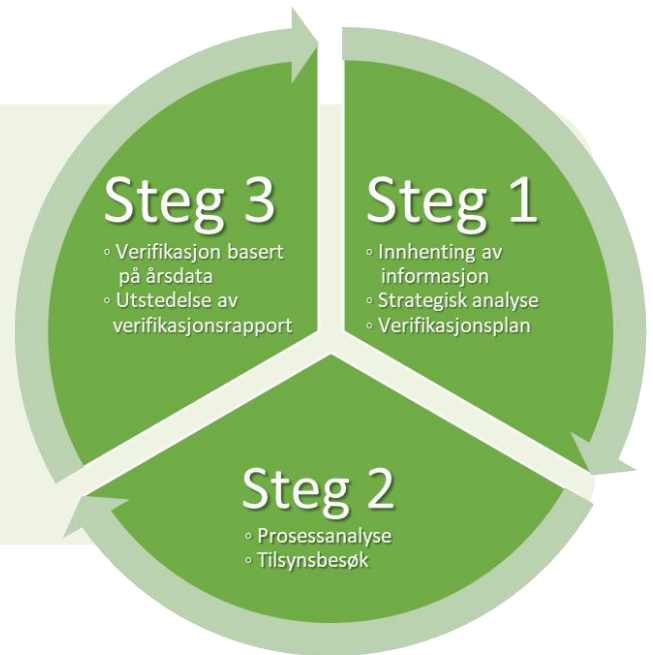 Steg 1
◦ Innhenting av
informasjon
◦ Strategisk analyse
◦ Verifikasjonsplan
Steg 2
◦ Prosessanalyse
◦ Tilsynsbesøk
Steg 3
◦ Verifikasjon basert
på årsdata
◦ Utstedelse av
verifikasjonsrapport